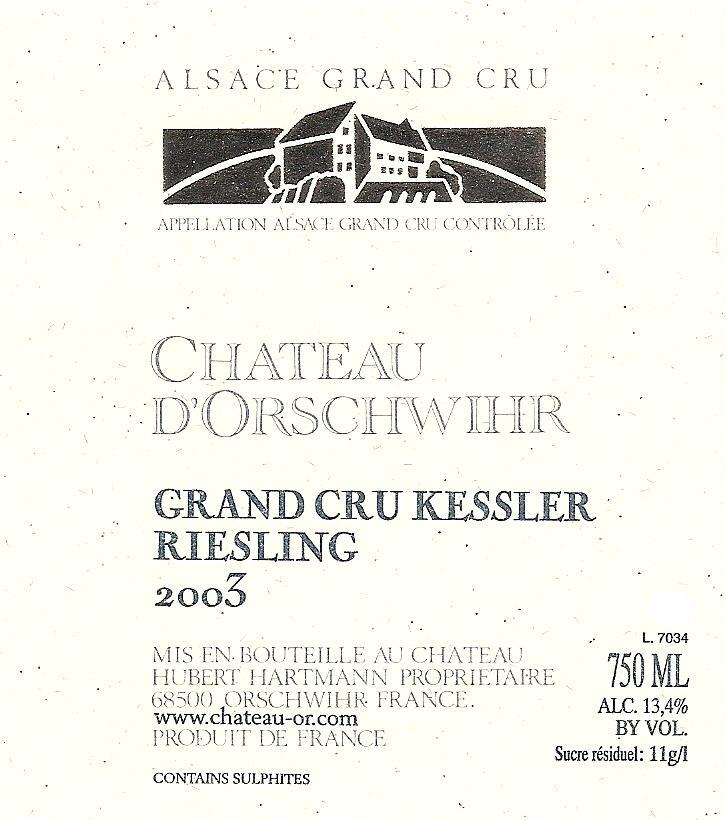 ALSACE GRAND CRU
APPELLATION ALSACE GRAND CRU CONTRÔLÉE
CHATEAU
D'ORSCHWIHR
GRAND CRU KESSLER
RIESLING
2003
MIS EN BOUTEILLE AU CHATEAU
HUBERT HARTMANN PROPRIETAIRE
68500 ORSCHWIHR FRANCE.
www.chateau-or.com
PRODUIT DE FRANCE
CONTAINS SULPHITES
L. 7034
750 ML
ALC. 13,4%
BY VOL.
Sucre résiduel: 11g/l